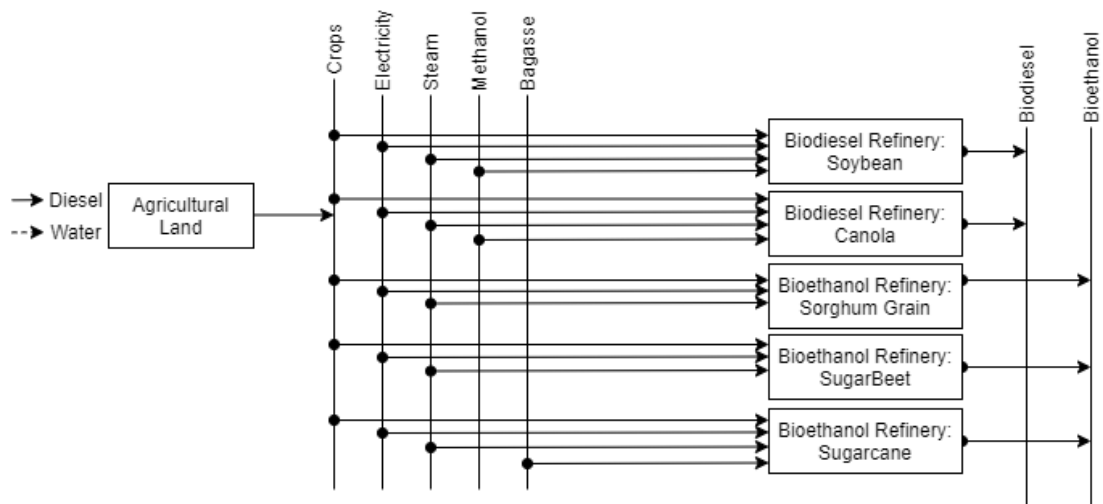 Crops
Electricity
Steam
Methanol
Bagasse
Biodiesel
Bioethanol
Diesel
Water
Agricultural
Land
Biodiesel Refinery:
Soybean
Biodiesel Refinery:
Canola
Bioethanol Refinery:
Sorghum Grain
Bioethanol Refinery:
SugarBeet
Bioethanol Refinery:
Sugarcane